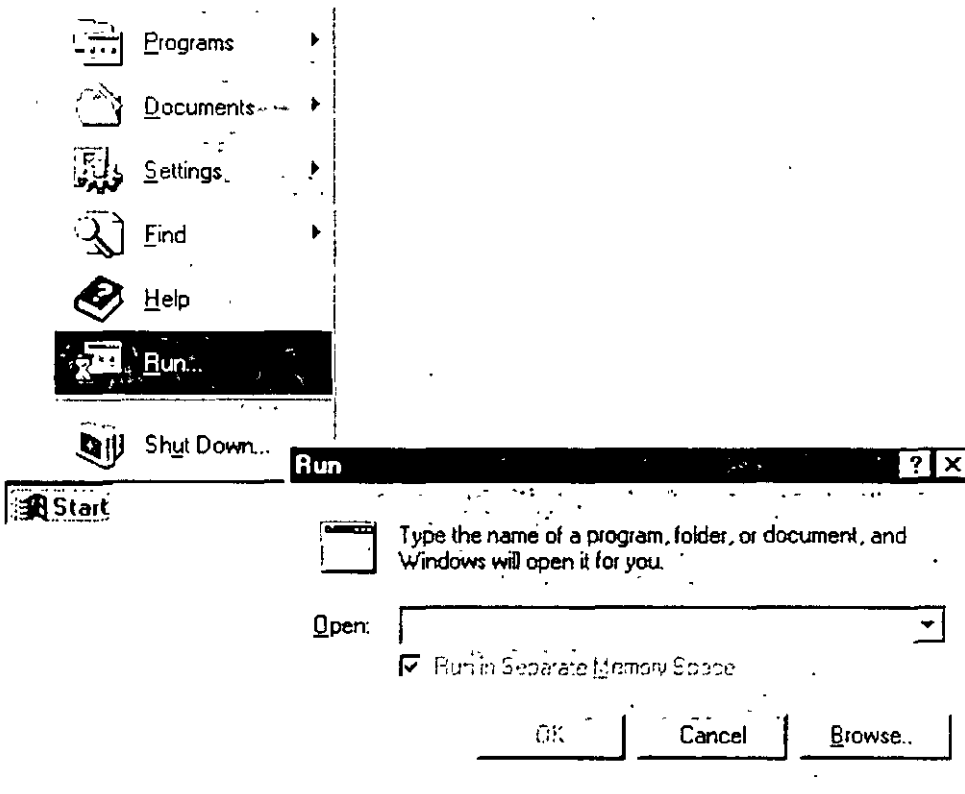 Programs
Documents
Settings
Find
Help
Run...
Shut Down...
Start
Run
Type the name of a program, folder, or document, and
Windows will open it for you.
Open:
Run in Separate Memory Space
OK Cancel Browse..